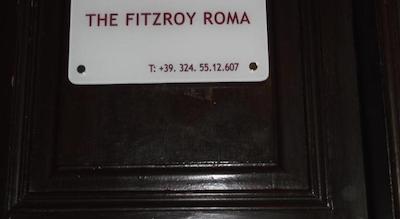 THE FITZROY ROMA
T: +39. 324. 55.12.607